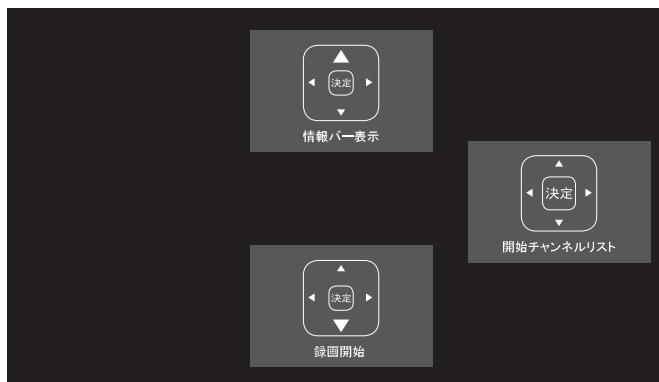 決定
情報バー表示
決定
開始チャンネルリスト
決定
録画開始